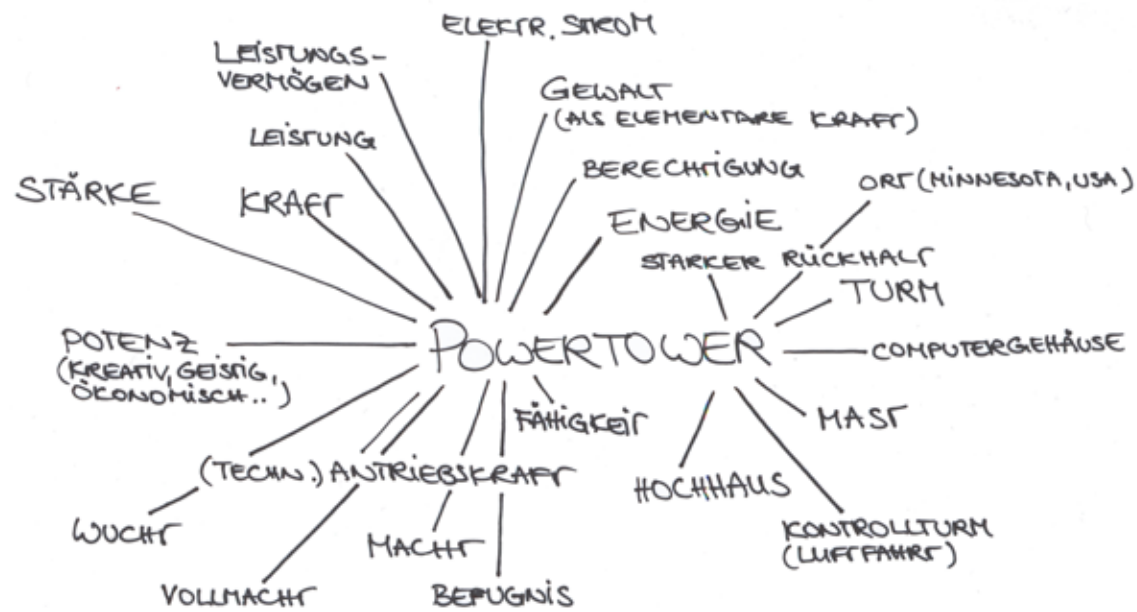 ELEKTR. STROM
LEISTUNGS-
VERMÖGEN
GEWALT
(ALS ELEMENTARE KRAFT)
LEISTUNG
BERECHTIGUNG
ORT (MINNESOTA, USA)
STÄRKE
KRAFT
ENERGIE
STARKER RÜCKHALT
TURM
POWERTOWER
POTENZ
(KREATIV, GEISTIG,
ÖKONOMISCH..)
COMPUTERGEHÄUSE
FÄHIGKEIT
MAST
(TECHN.) ANTRIEBSKRAFT
HOCHHAUS
WUCHT
MACHT
KONTROLLTURM
(LUFTFAHRT)
VOLLMACHT
BEFUGNIS